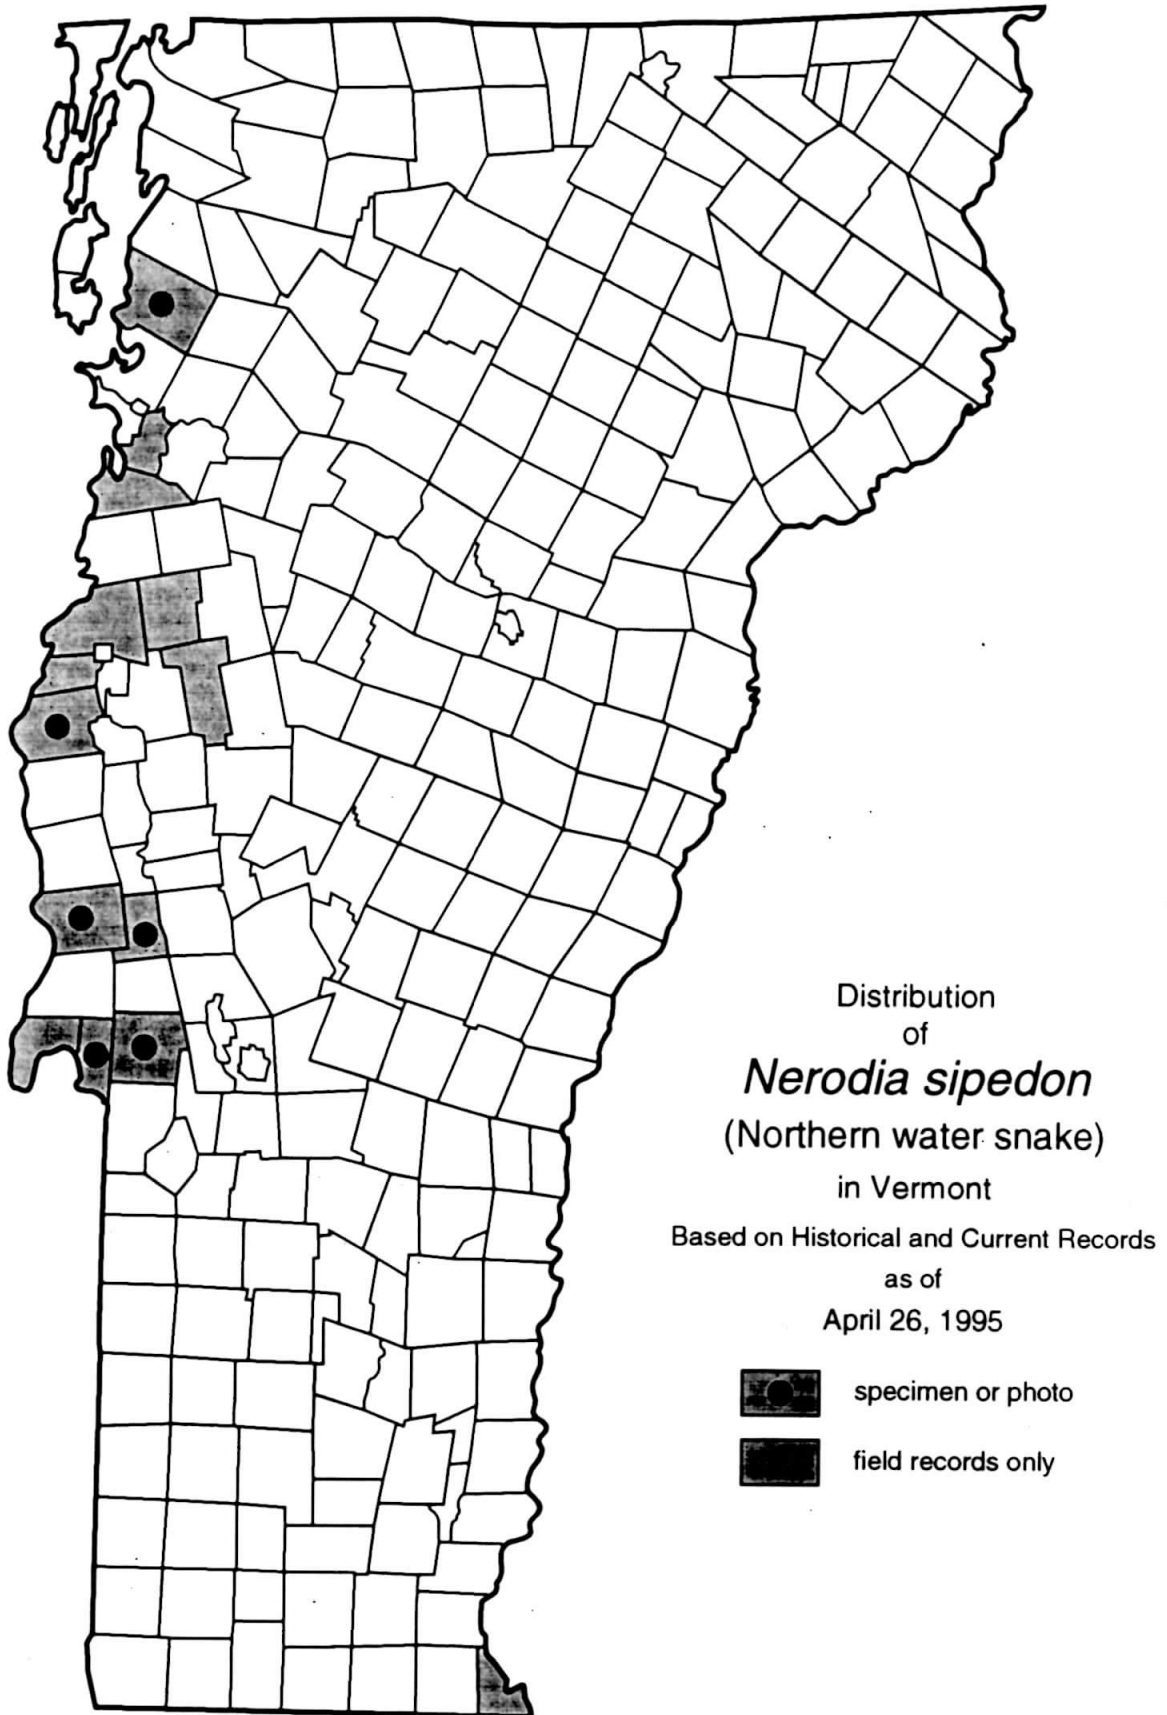 Distribution
of
Nerodia sipedon
(Northern water snake)
in Vermont
Based on Historical and Current Records
as of
April 26, 1995
specimen or photo
field records only